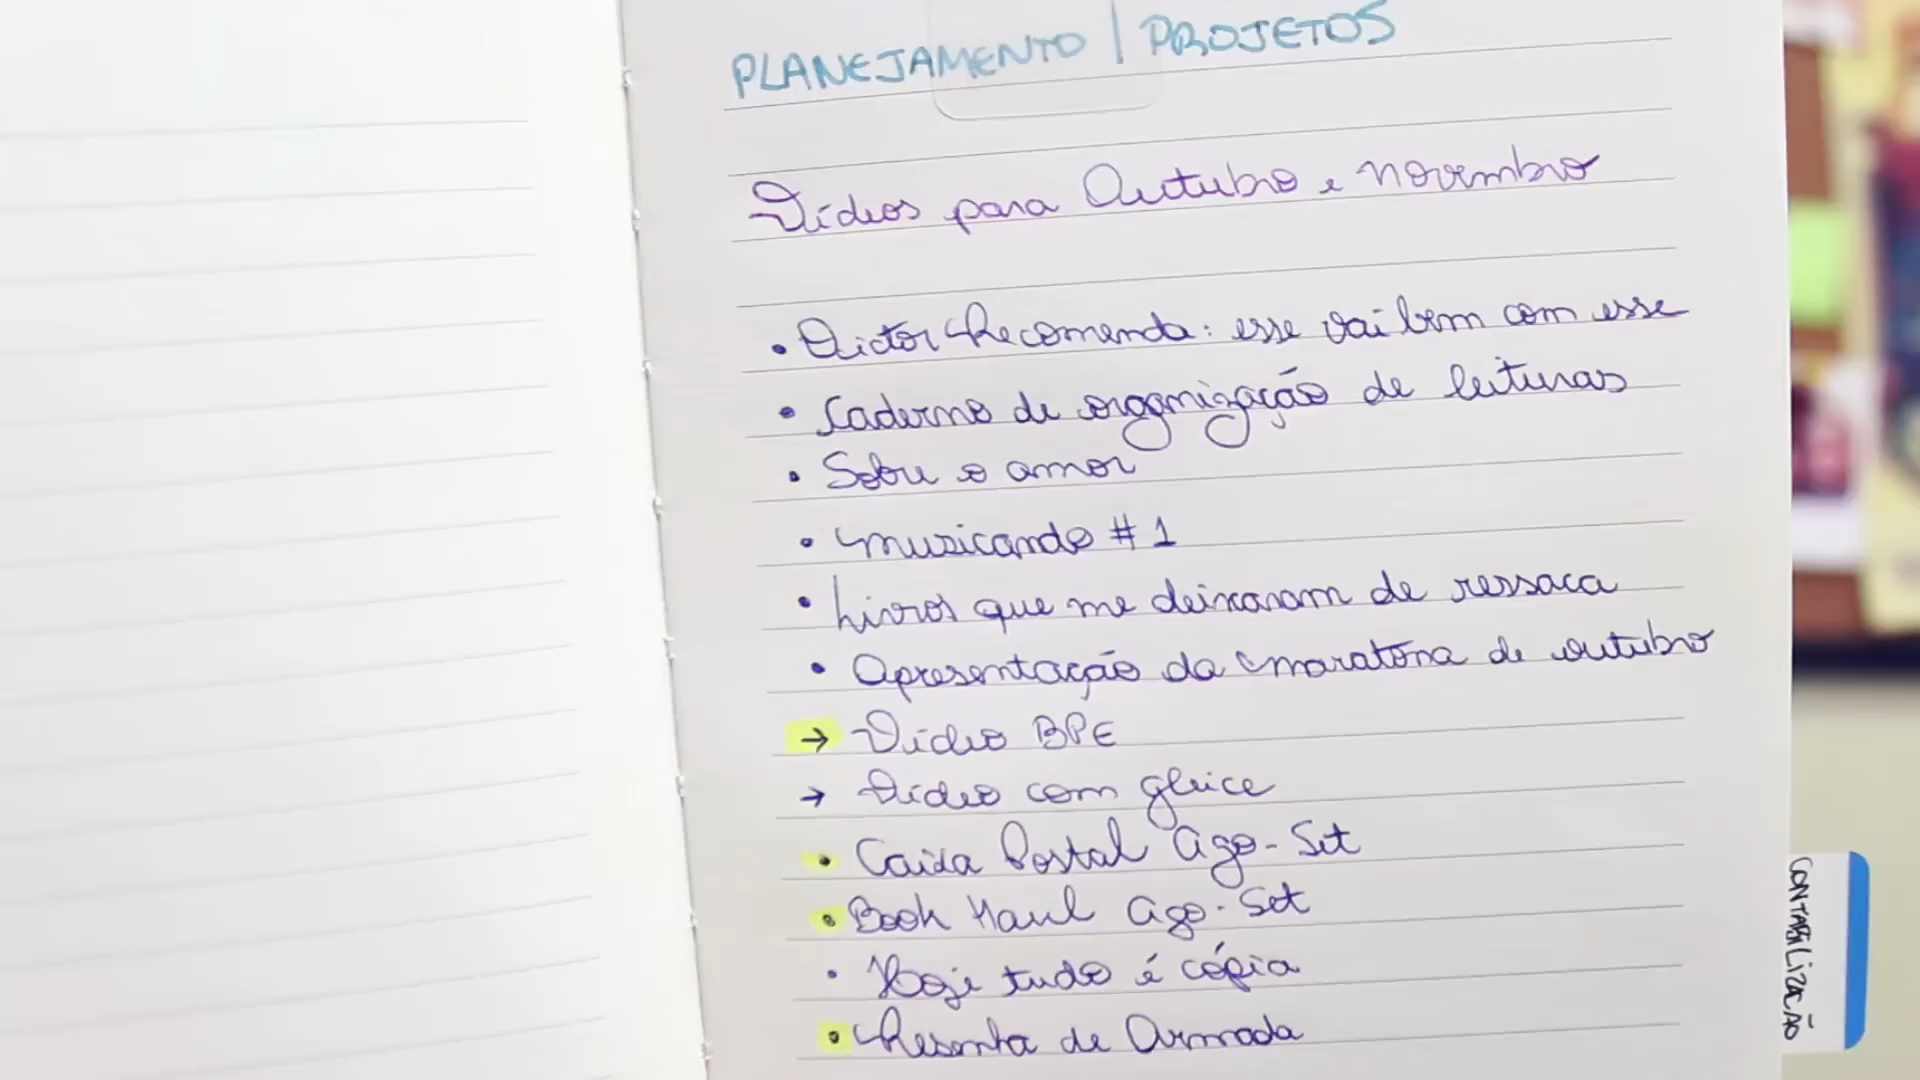 PLANEJAMENTO | PROJETOS
Vídeos para Outubro e novembro
• Victor Recomenda: esse vai bem com esse
• Caderno de organização de leituras
• Sobre o amor
• musicando #1
• Livros que me deixaram de ressaca
• Apresentação da maratona de outubro
→ Vídeo BPE
→ Vídeo com gleice
• Caixa Postal Ago-Set
• Book Haul Ago-Set
• Hoje tudo é cópia
• Resenha de Armada
CONTABILIZAÇÃO